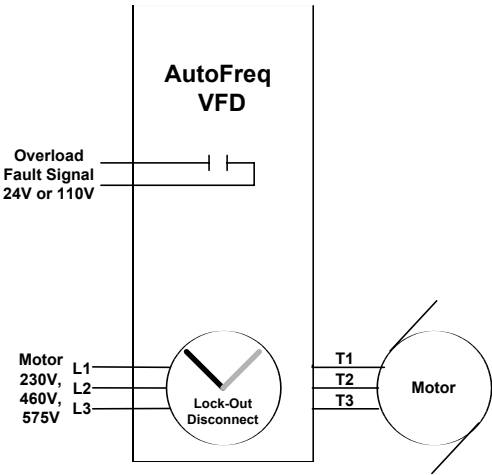 AutoFreq
VFD
Overload
Fault Signal
24V or 110V
Motor
230V,
460V,
575V
L1
L2
L3
Lock-Out
Disconnect
T1
T2
T3
Motor